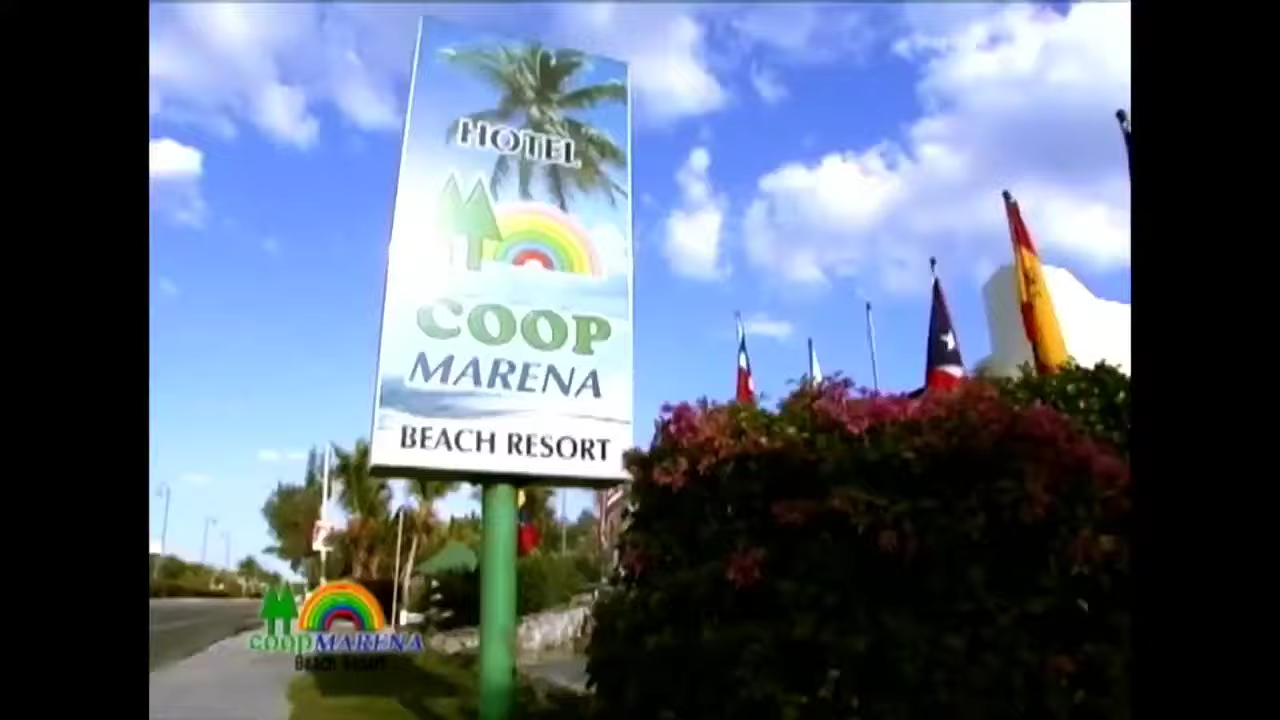 HOTEL
COOP
MARENA
BEACH RESORT
coopMARENA
Beach Resort